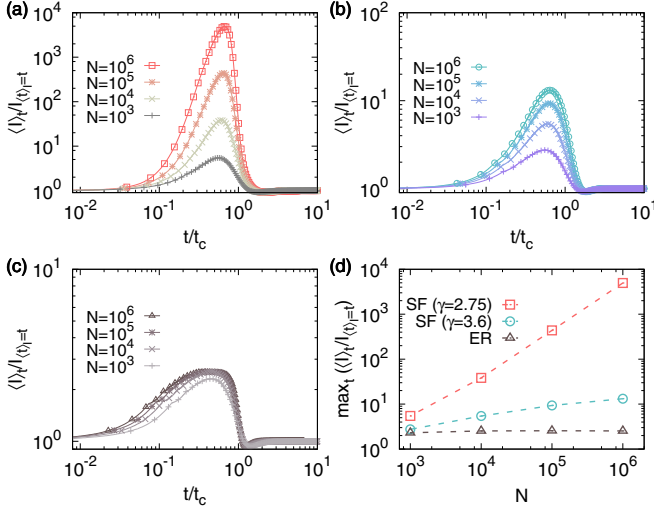 (a)
10^5
10^4
10^3
10^2
10^1
10^0
N=10^6
N=10^5
N=10^4
N=10^3
⟨I⟩_t/I_{⟨t⟩_I=t}
10^-2 10^-1 10^0 10^1
t/t_c
(b)
10^2
10^1
10^0
N=10^6
N=10^5
N=10^4
N=10^3
⟨I⟩_t/I_{⟨t⟩_I=t}
10^-2 10^-1 10^0 10^1
t/t_c
(c)
10^1
10^0
N=10^6
N=10^5
N=10^4
N=10^3
⟨I⟩_t/I_{⟨t⟩_I=t}
10^-2 10^-1 10^0 10^1
t/t_c
(d)
SF (γ=2.75)
SF (γ=3.6)
ER
10^4
10^3
10^2
10^1
10^0
max_t (⟨I⟩_t/I_{⟨t⟩_I=t})
10^3 10^4 10^5 10^6
N